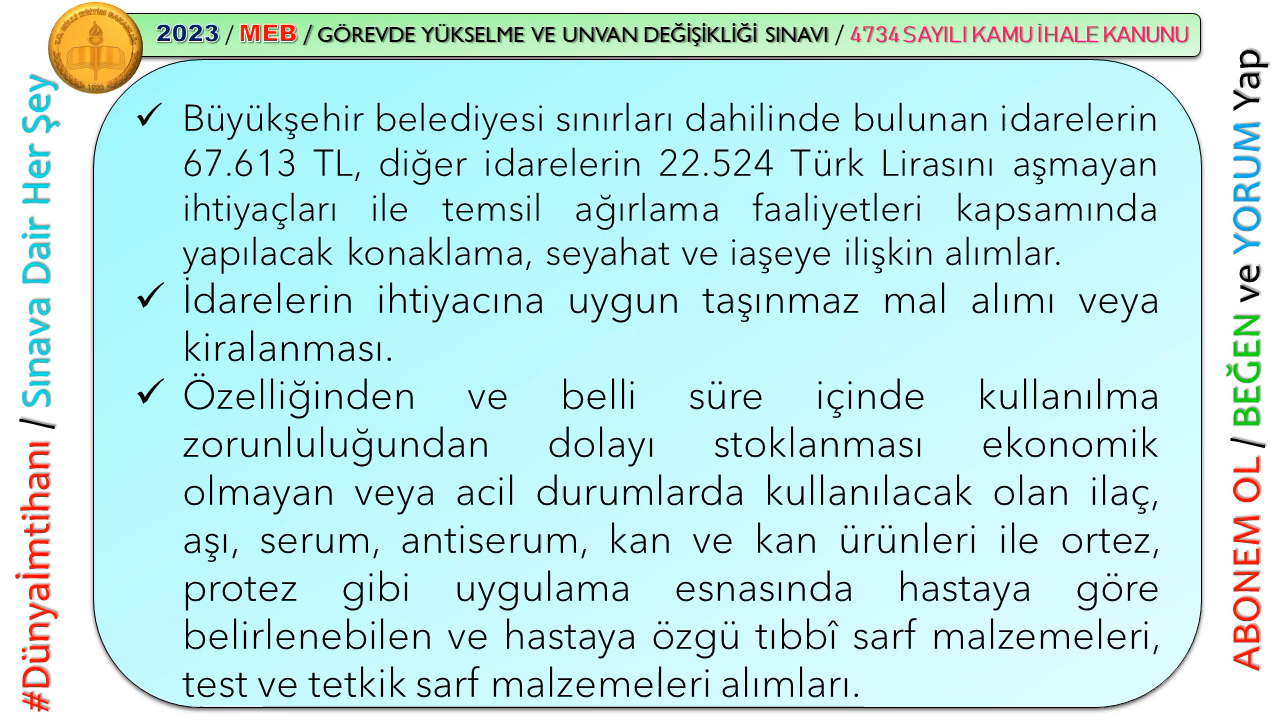 2023 / MEB / GÖREVDE YÜKSELME VE UNVAN DEĞİŞİKLİĞİ SINAVI / 4734 SAYILI KAMU İHALE KANUNU
#Dünyaİmtihanı / Sınava Dair Her Şey
✓ Büyükşehir belediyesi sınırları dahilinde bulunan idarelerin
67.613 TL, diğer idarelerin 22.524 Türk Lirasını aşmayan
ihtiyaçları ile temsil ağırlama faaliyetleri kapsamında
yapılacak konaklama, seyahat ve iaşeye ilişkin alımlar.
✓ İdarelerin ihtiyacına uygun taşınmaz mal alımı veya
kiralanması.
✓ Özelliğinden ve belli süre içinde kullanılma
zorunluluğundan dolayı stoklanması ekonomik
olmayan veya acil durumlarda kullanılacak olan ilaç,
aşı, serum, antiserum, kan ve kan ürünleri ile ortez,
protez gibi uygulama esnasında hastaya göre
belirlenebilen ve hastaya özgü tıbbî sarf malzemeleri,
test ve tetkik sarf malzemeleri alımları.
ABONEM OL / BEĞEN ve YORUM Yap